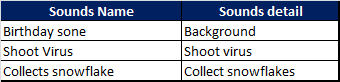 Sounds Name Sounds detail
Birthday sone Background
Shoot Virus Shoot virus
Collects snowflake Collect snowflakes